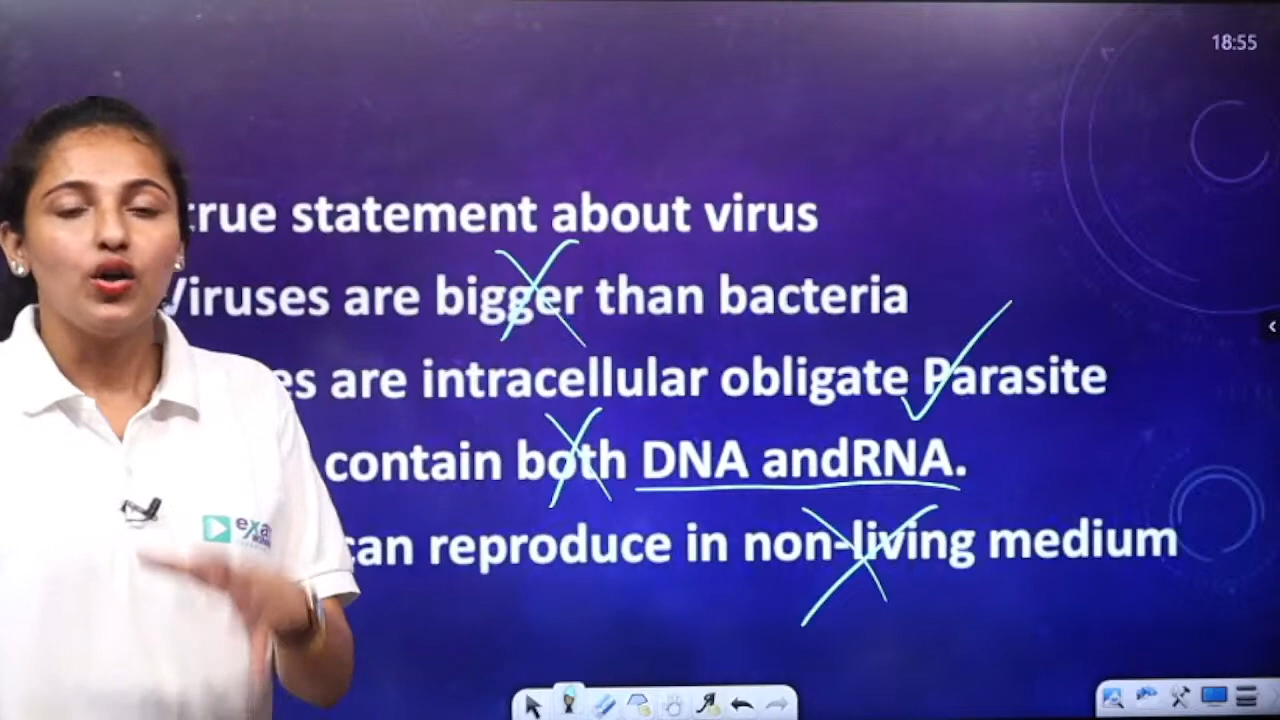 18:55
true statement about virus
Viruses are bigger than bacteria
es are intracellular obligate Parasite
contain both DNA andRNA.
can reproduce in non-living medium
exa